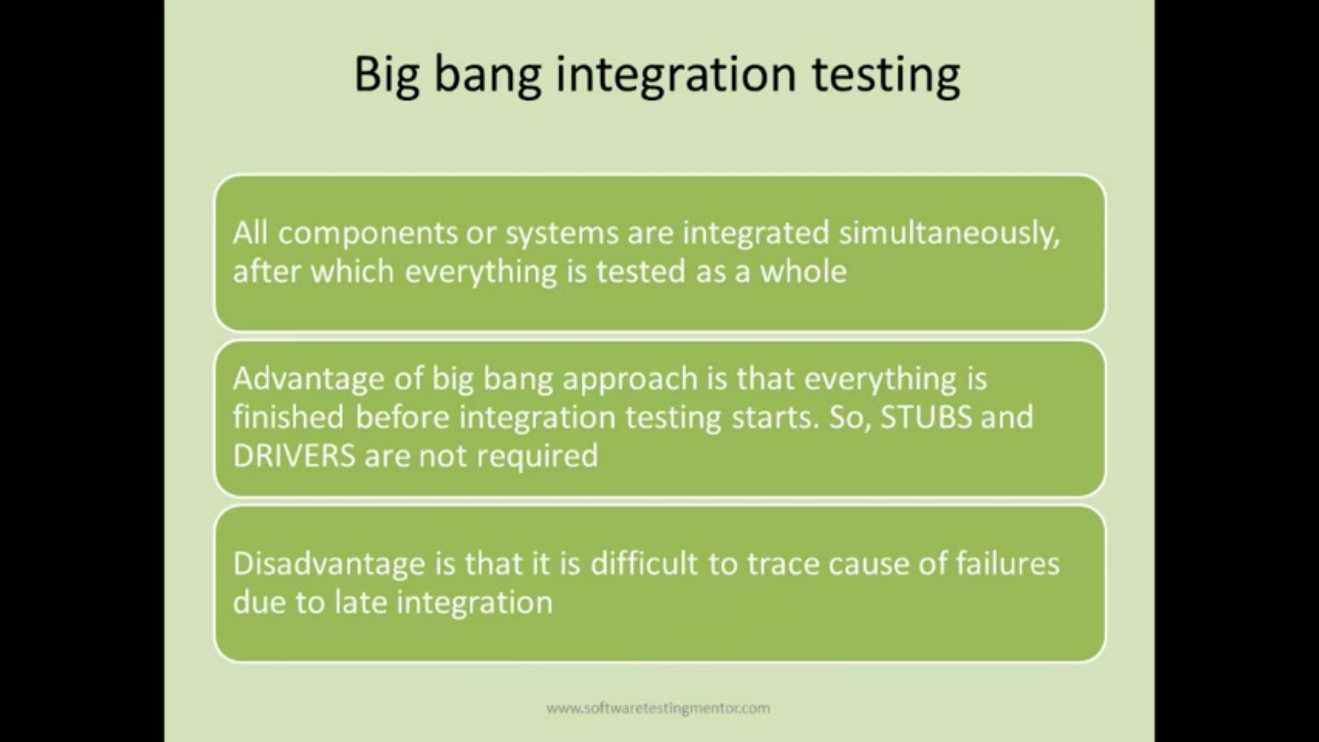 Big bang integration testing
All components or systems are integrated simultaneously,
after which everything is tested as a whole
Advantage of big bang approach is that everything is
finished before integration testing starts. So, STUBS and
DRIVERS are not required
Disadvantage is that it is difficult to trace cause of failures
due to late integration
www.softwaretestingmentor.com